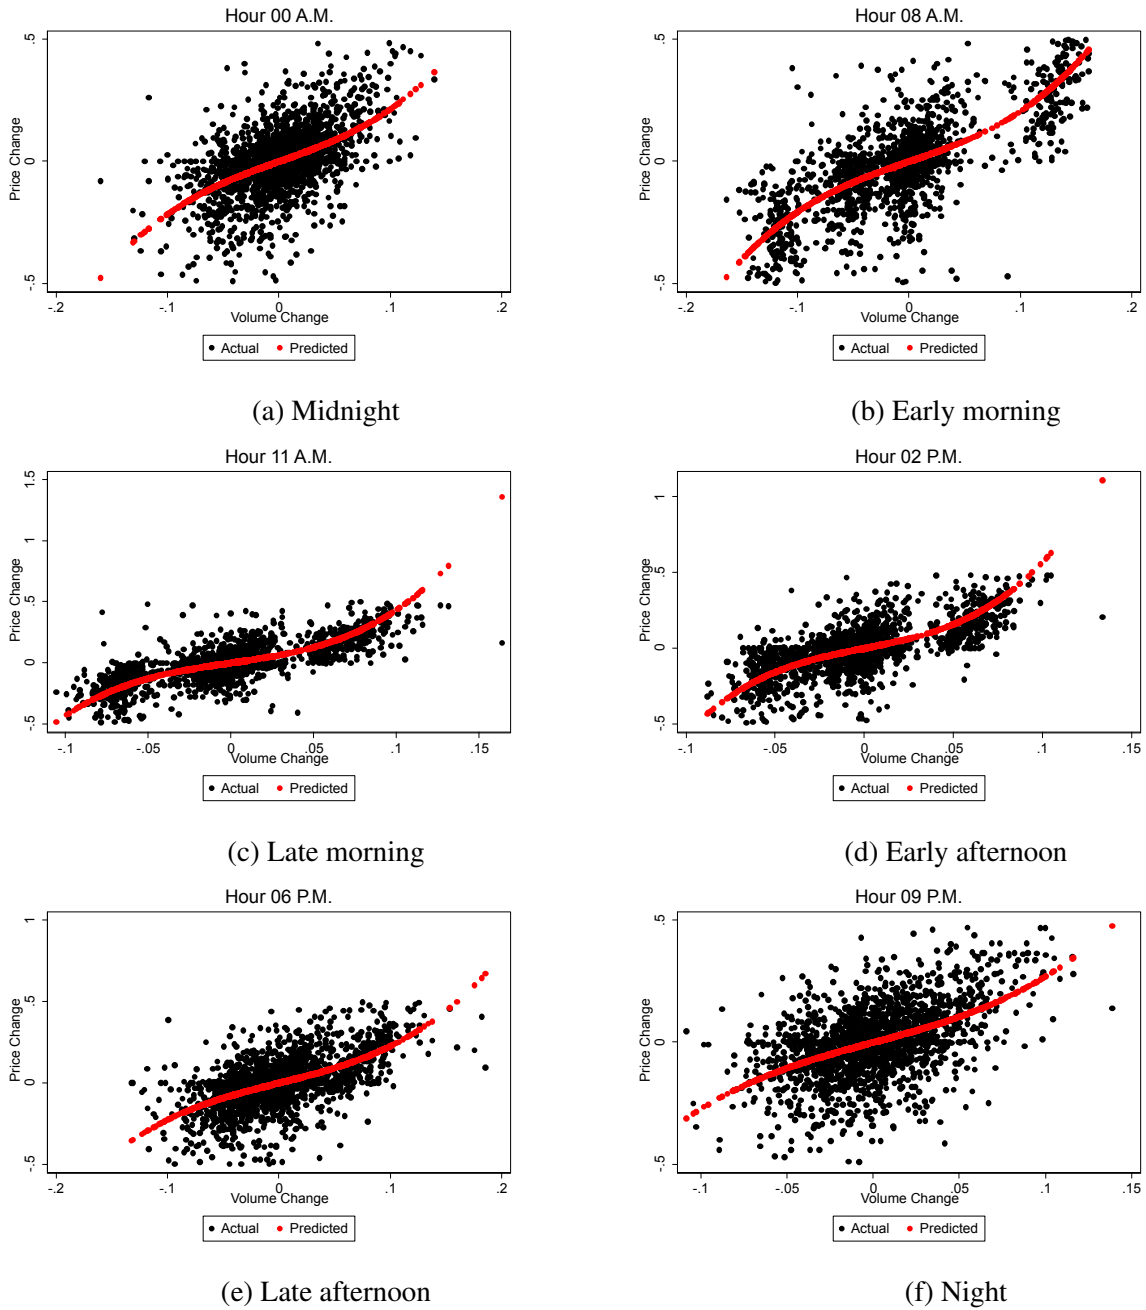 Hour 00 A.M.
Price Change
.5
0
-.5
-.2
-.1
0
.1
.2
Volume Change
Actual
Predicted
(a) Midnight
Hour 08 A.M.
Price Change
.5
0
-.5
-.2
-.1
0
.1
.2
Volume Change
Actual
Predicted
(b) Early morning
Hour 11 A.M.
Price Change
1.5
1
.5
0
-.5
-.1
-.05
0
.05
.1
.15
Volume Change
Actual
Predicted
(c) Late morning
Hour 02 P.M.
Price Change
1
.5
0
-.5
-.1
-.05
0
.05
.1
.15
Volume Change
Actual
Predicted
(d) Early afternoon
Hour 06 P.M.
Price Change
1
.5
0
-.5
-.2
-.1
0
.1
.2
Volume Change
Actual
Predicted
(e) Late afternoon
Hour 09 P.M.
Price Change
.5
0
-.5
-.1
-.05
0
.05
.1
.15
Volume Change
Actual
Predicted
(f) Night